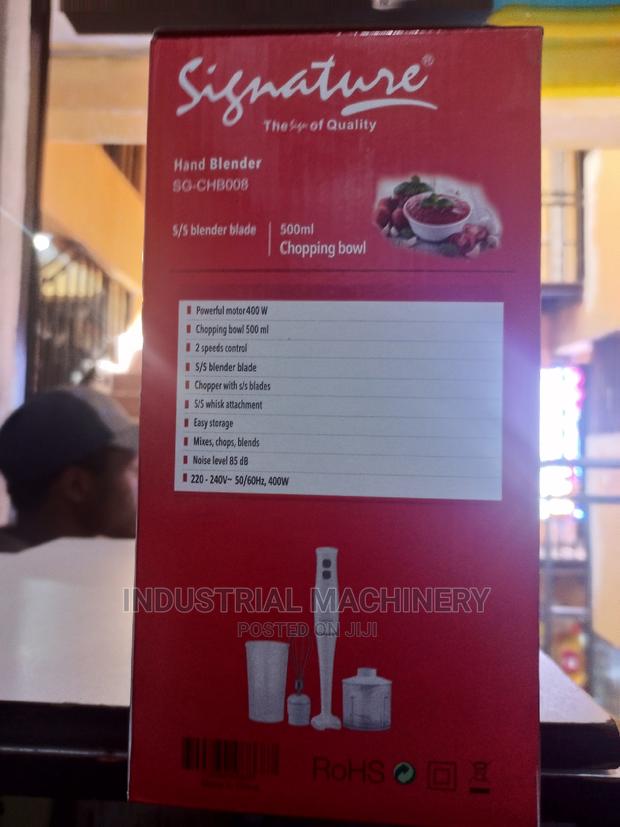 Signature®
The Sign of Quality
Hand Blender
SG-CHB008
S/S blender blade
500ml
Chopping bowl
Powerful motor 400 W
Chopping bowl 500 ml
2 speeds control
S/S blender blade
Chopper with s/s blades
S/S whisk attachment
Easy storage
Mixes, chops, blends
Noise level 85 dB
220 - 240V~ 50/60Hz, 400W
INDUSTRIAL MACHINERY
POSTED ON JIJI
RoHS